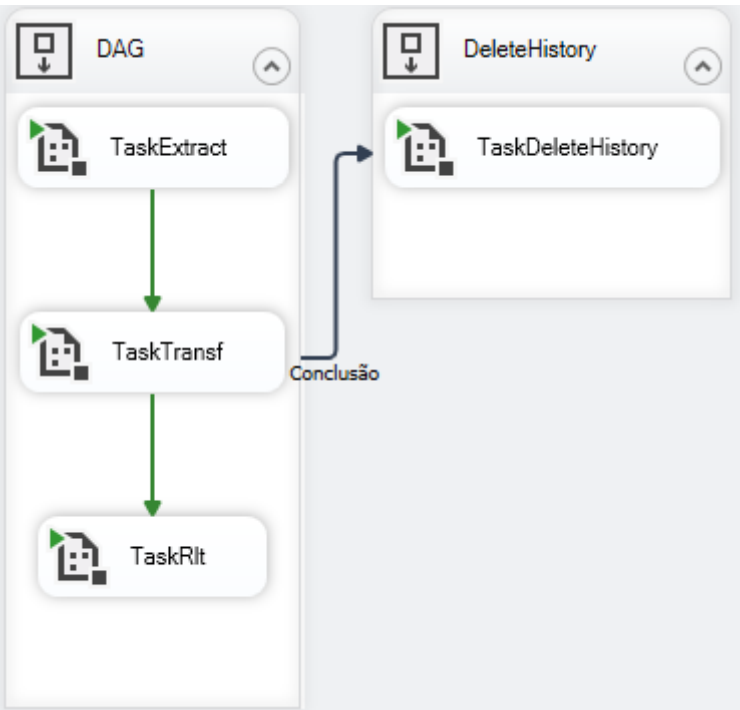 DAG
TaskExtract
TaskTransf
TaskRlt
Conclusão
DeleteHistory
TaskDeleteHistory